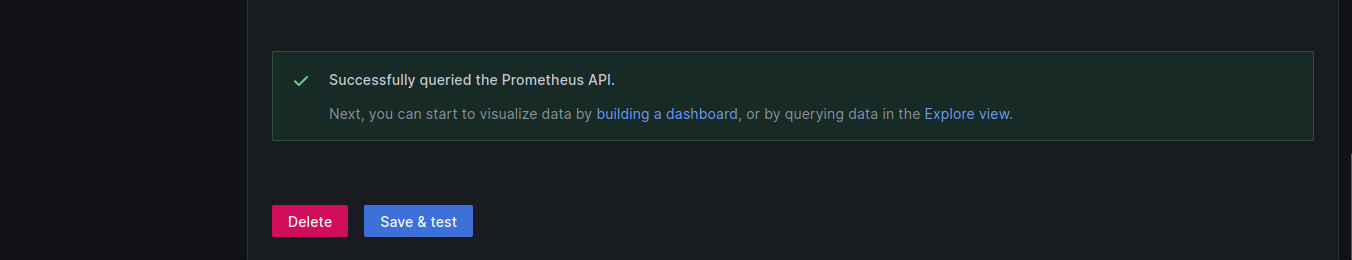 Successfully queried the Prometheus API.
Next, you can start to visualize data by building a dashboard, or by querying data in the Explore view.
Delete
Save & test